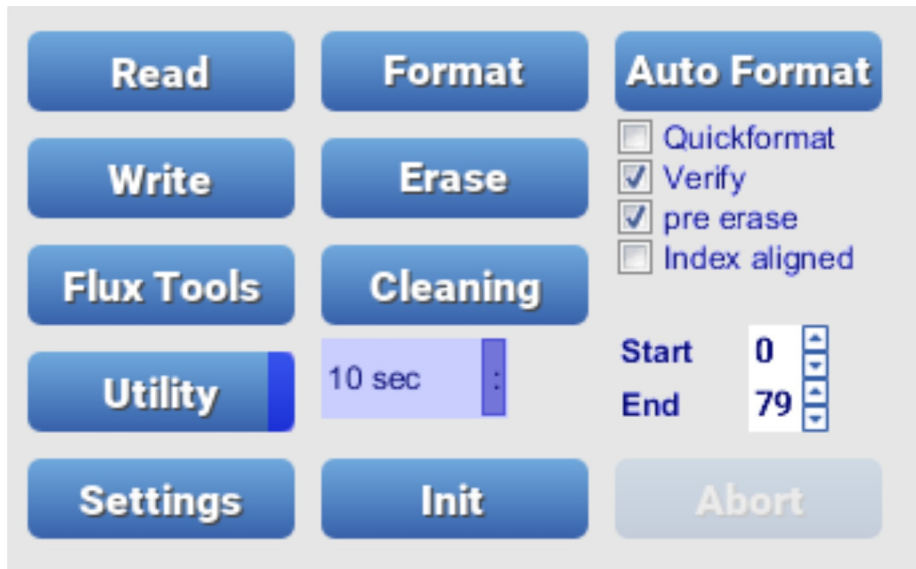 Read
Format
Auto Format
Quickformat
Write
Erase
Verify
pre erase
Index aligned
Flux Tools
Cleaning
Utility
10 sec :
Start 0
End 79
Settings
Init
Abort